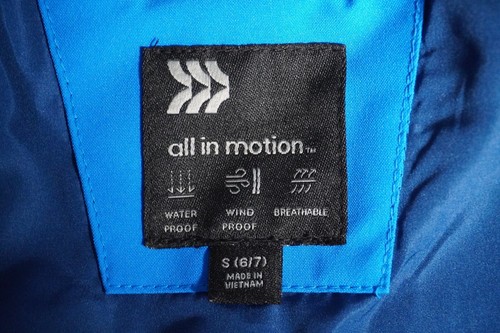 all in motion™
WATER PROOF
WIND PROOF
BREATHABLE
S (6/7)
MADE IN
VIETNAM